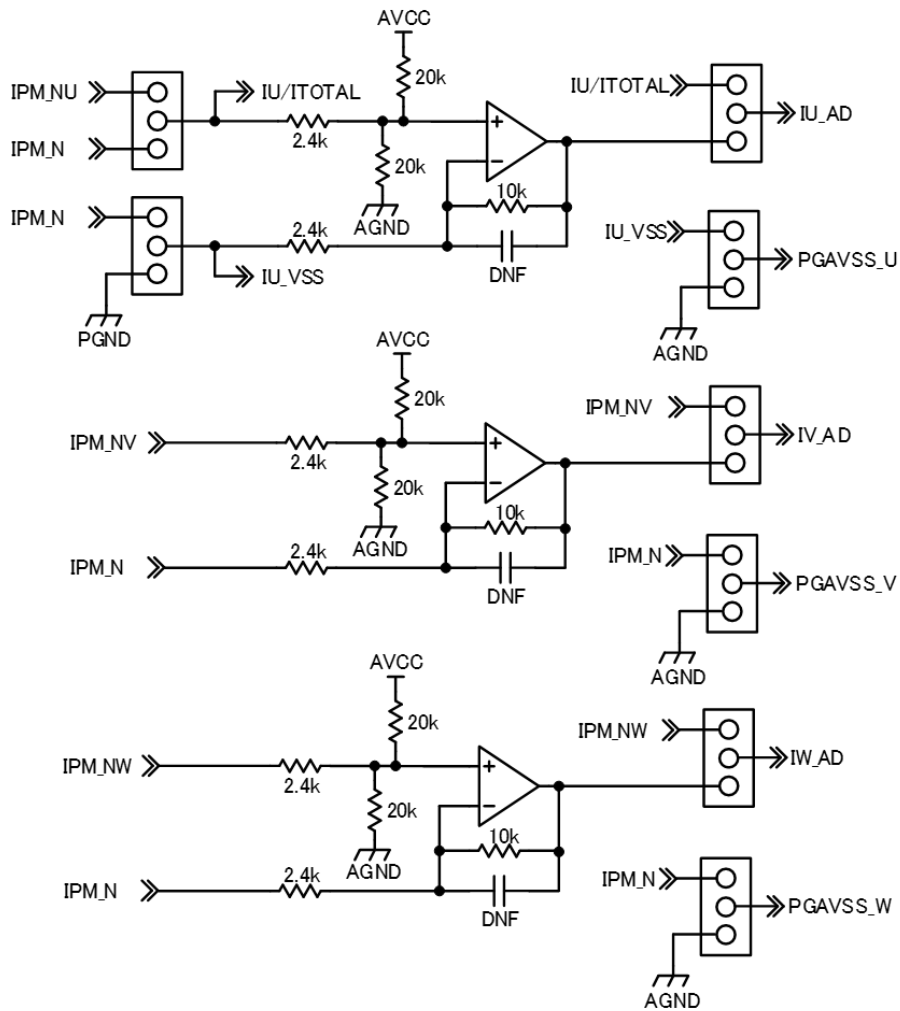 AVCC
20k
IPM_NU
IU/ITOTAL
IU/ITOTAL
IU_AD
2.4k
+
IPM_N
20k
−
10k
AGND
IPM_N
2.4k
DNF
IU_VSS
IU_VSS
PGAVSS_U
PGND
AGND
AVCC
20k
IPM_NV
IPM_NV
IV_AD
2.4k
+
20k
−
10k
AGND
IPM_N
2.4k
DNF
IPM_N
PGAVSS_V
AGND
AVCC
20k
IPM_NW
IPM_NW
IW_AD
2.4k
+
20k
−
10k
AGND
IPM_N
2.4k
DNF
IPM_N
PGAVSS_W
AGND